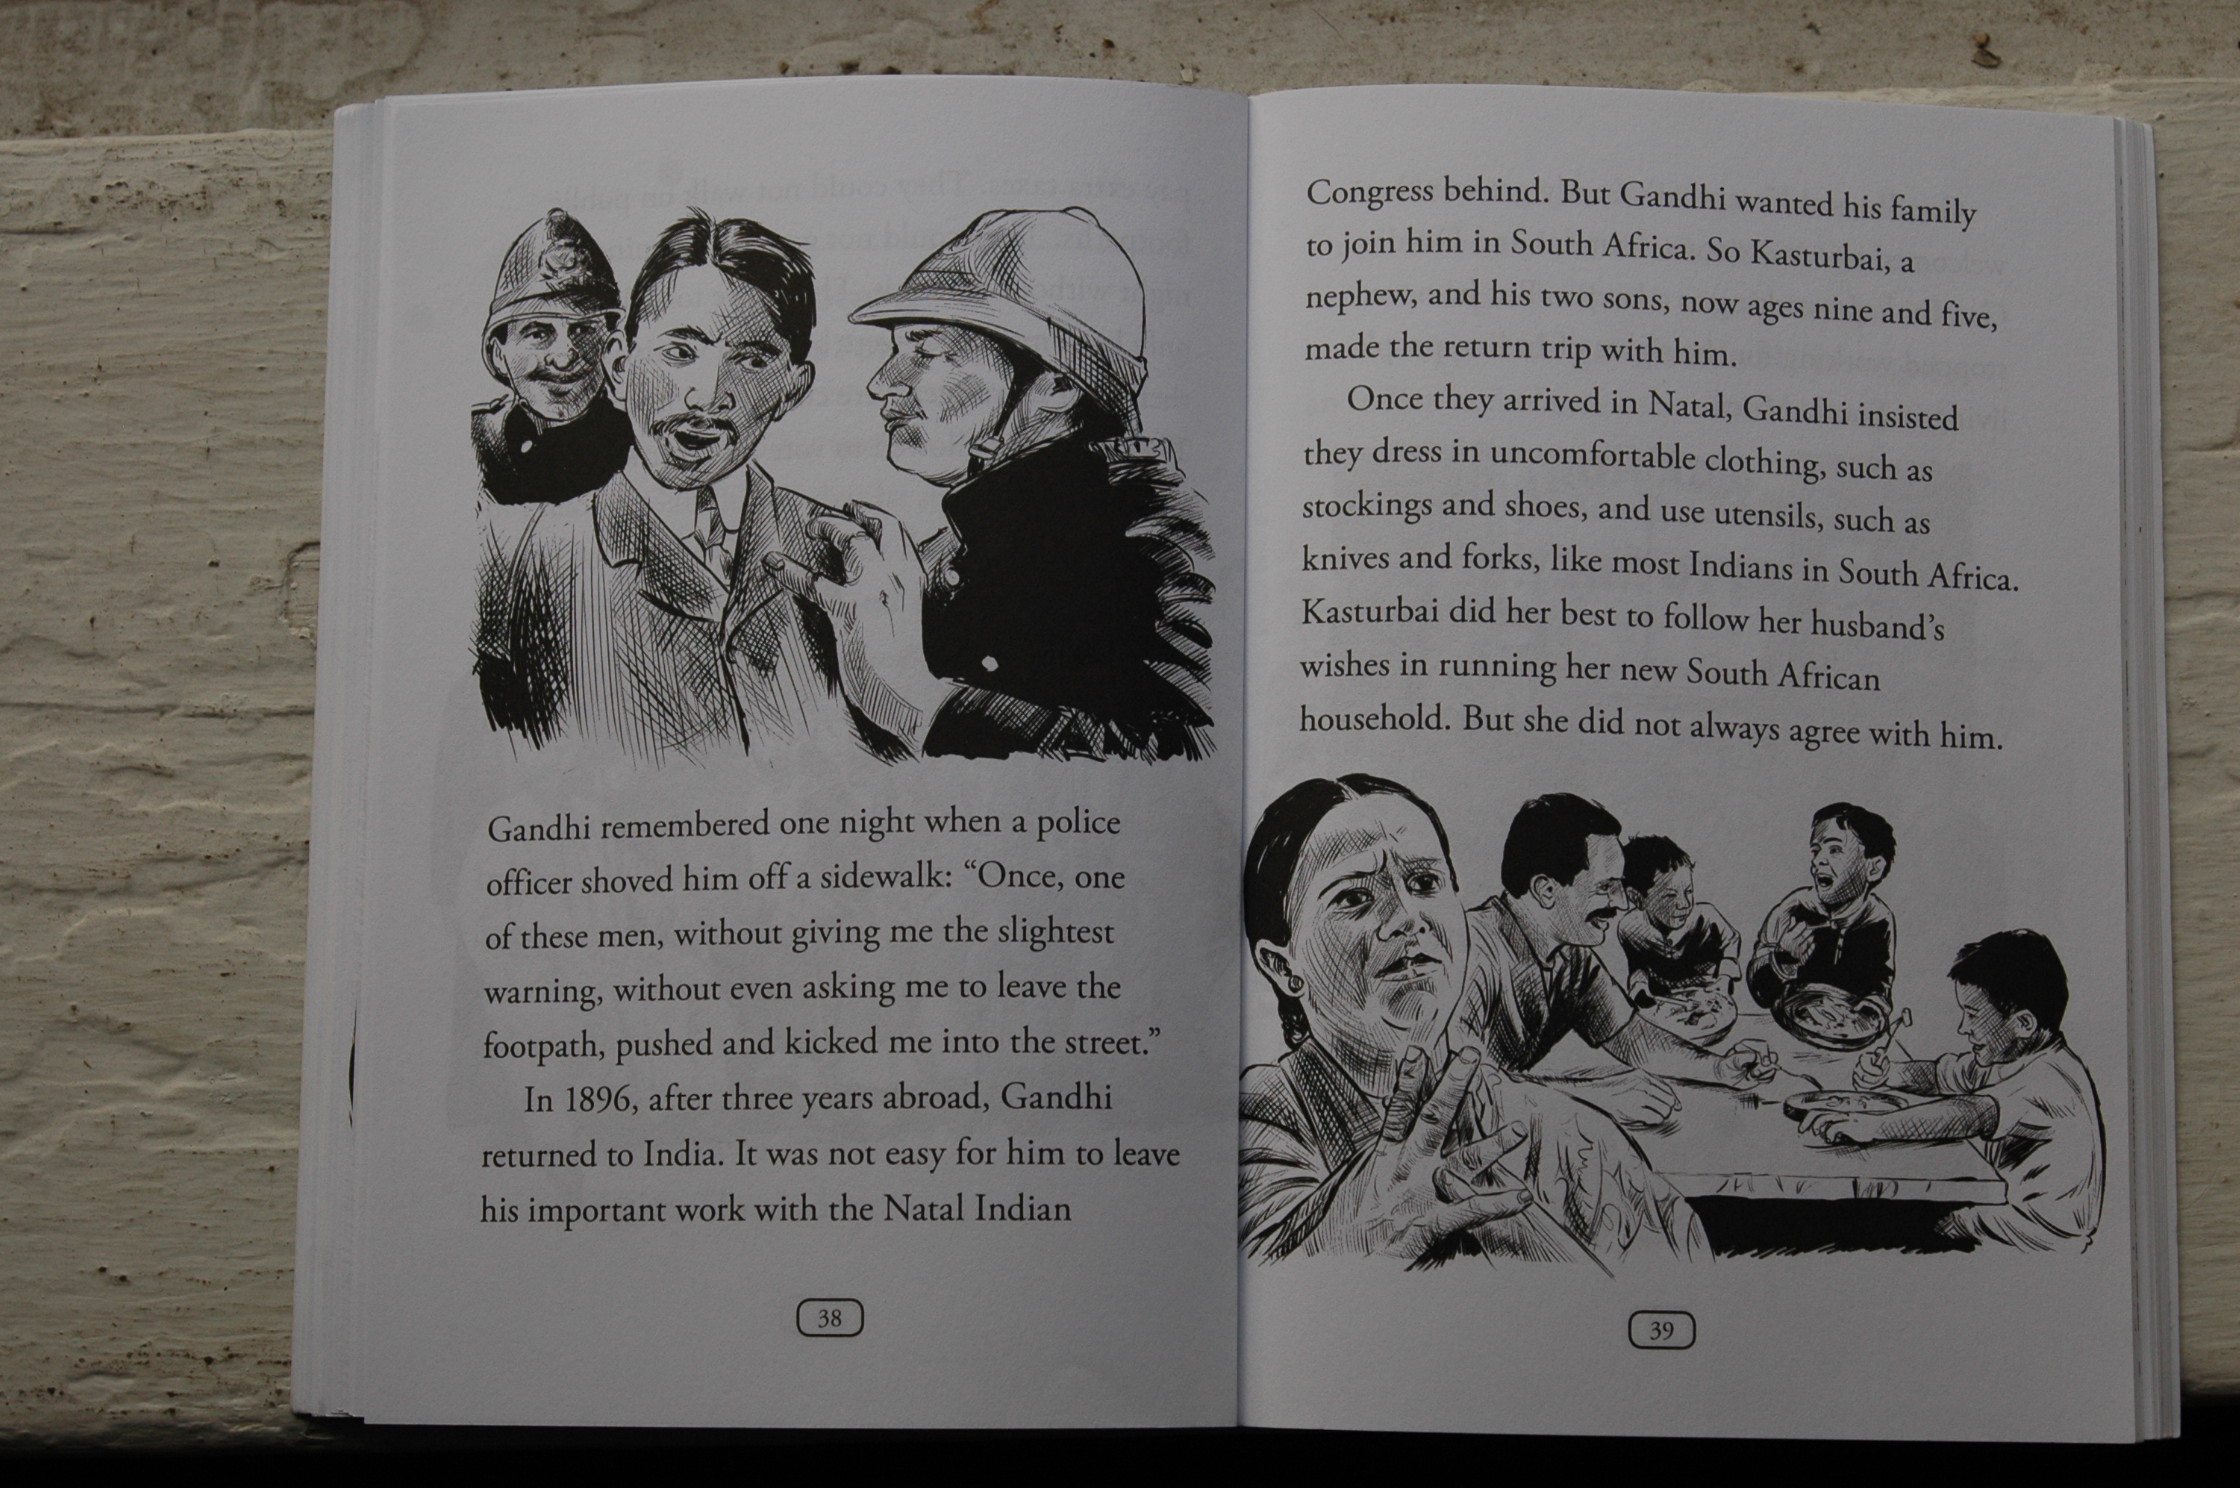 Gandhi remembered one night when a police
officer shoved him off a sidewalk: “Once, one
of these men, without giving me the slightest
warning, without even asking me to leave the
footpath, pushed and kicked me into the street.”
In 1896, after three years abroad, Gandhi
returned to India. It was not easy for him to leave
his important work with the Natal Indian
38
Congress behind. But Gandhi wanted his family
to join him in South Africa. So Kasturbai, a
nephew, and his two sons, now ages nine and five,
made the return trip with him.
Once they arrived in Natal, Gandhi insisted
they dress in uncomfortable clothing, such as
stockings and shoes, and use utensils, such as
knives and forks, like most Indians in South Africa.
Kasturbai did her best to follow her husband’s
wishes in running her new South African
household. But she did not always agree with him.
39